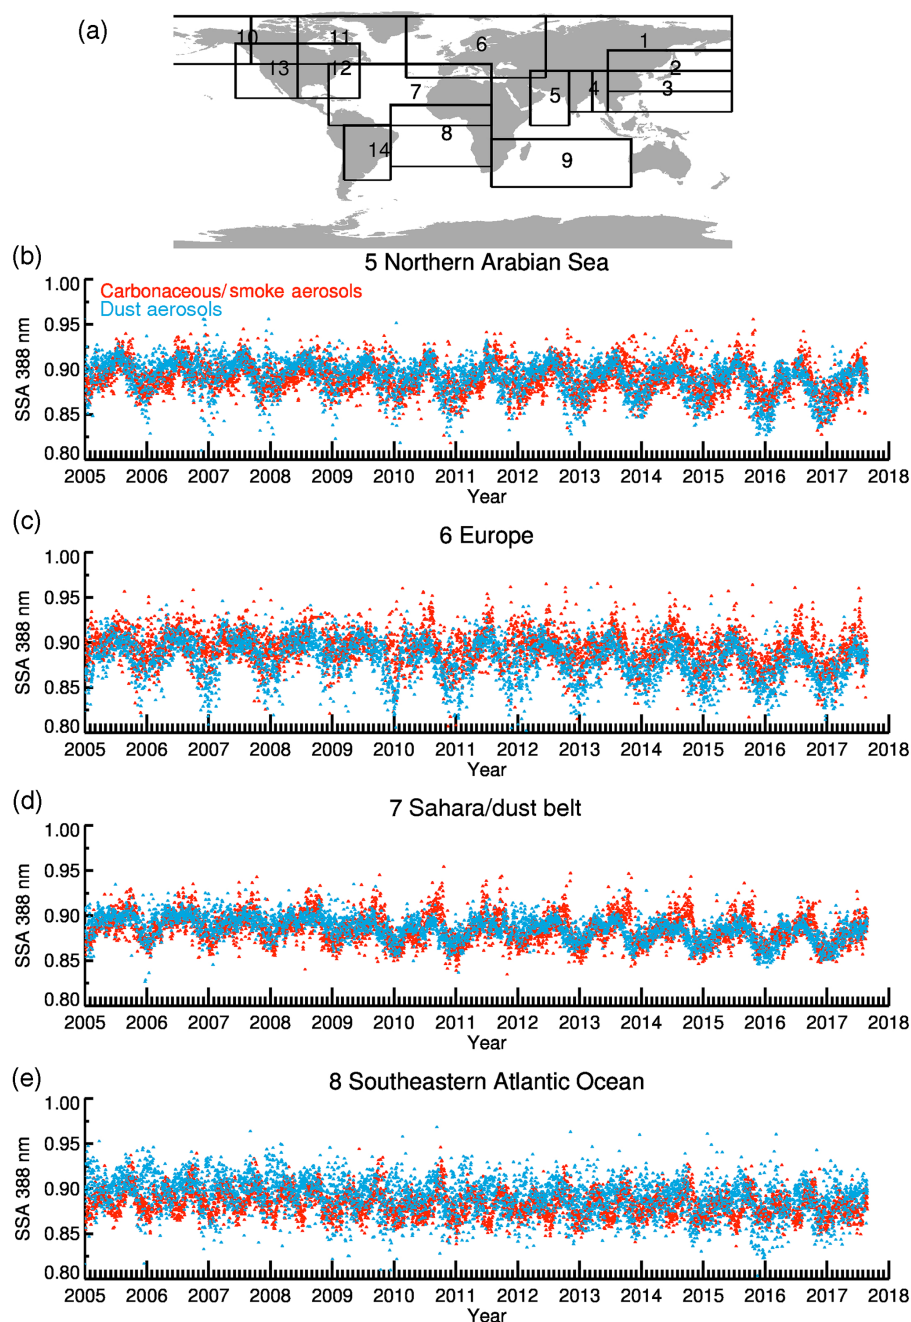 (a)
10 11 6 1
13 12 2
7 5 4 3
8
14 9
(b)
5 Northern Arabian Sea
1.00
Carbonaceous/smoke aerosols
Dust aerosols
0.95
0.90
0.85
0.80
SSA 388 nm
2005 2006 2007 2008 2009 2010 2011 2012 2013 2014 2015 2016 2017 2018
Year
(c)
6 Europe
1.00
0.95
0.90
0.85
0.80
SSA 388 nm
2005 2006 2007 2008 2009 2010 2011 2012 2013 2014 2015 2016 2017 2018
Year
(d)
7 Sahara/dust belt
1.00
0.95
0.90
0.85
0.80
SSA 388 nm
2005 2006 2007 2008 2009 2010 2011 2012 2013 2014 2015 2016 2017 2018
Year
(e)
8 Southeastern Atlantic Ocean
1.00
0.95
0.90
0.85
0.80
SSA 388 nm
2005 2006 2007 2008 2009 2010 2011 2012 2013 2014 2015 2016 2017 2018
Year